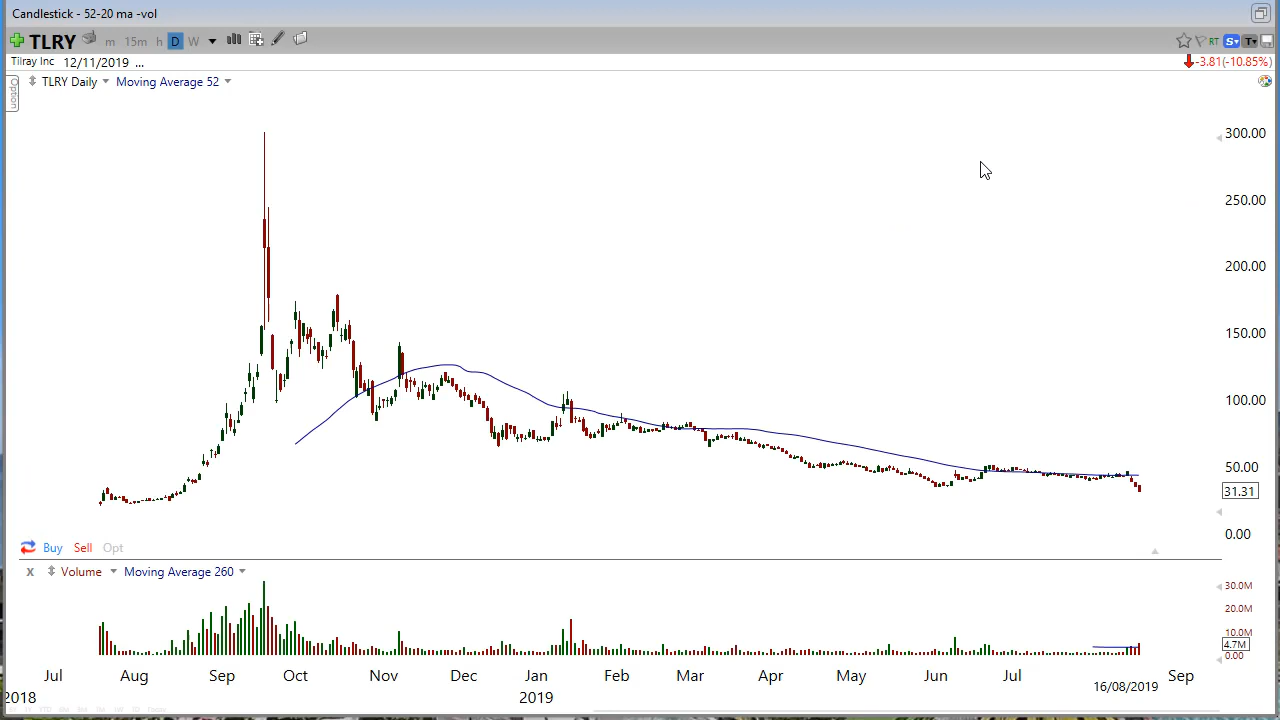 Candlestick - 52-20 ma -vol
TLRY m 15m h D W RT S T
Tilray Inc 12/11/2019 ... -3.81(-10.85%)
Option
TLRY Daily Moving Average 52
300.00
250.00
200.00
150.00
100.00
50.00
31.31
0.00
Buy Sell Opt
X Volume Moving Average 260
30.0M
20.0M
10.0M
4.7M
0.00
Jul Aug Sep Oct Nov Dec Jan Feb Mar Apr May Jun Jul Sep
16/08/2019
2018 2019